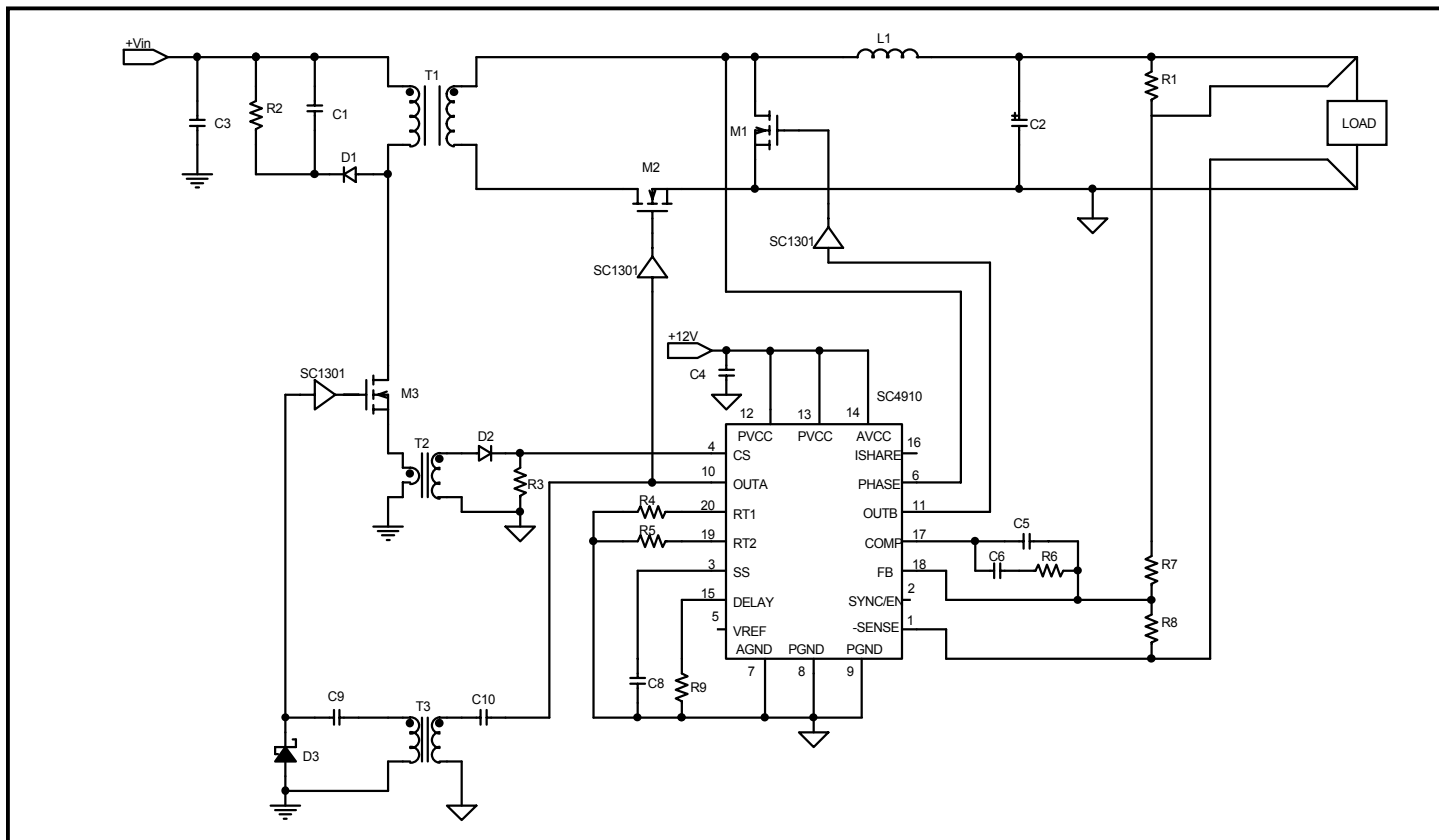 +Vin
L1
T1
R1
R2
C1
C3
C2
M1
LOAD
D1
M2
SC1301
SC1301
+12V
SC1301
C4
M3
SC4910
12
13
14
PVCC
PVCC
AVCC
T2
D2
4
CS
ISHARE
16
R3
10
OUTA
PHASE
6
R4
20
RT1
OUTB
11
R5
19
RT2
COMP
17
C5
C6
R6
3
SS
FB
18
R7
15
DELAY
SYNC/EN
2
5
VREF
-SENSE
1
R8
AGND
PGND
PGND
7
8
9
C8
R9
C9
T3
C10
D3